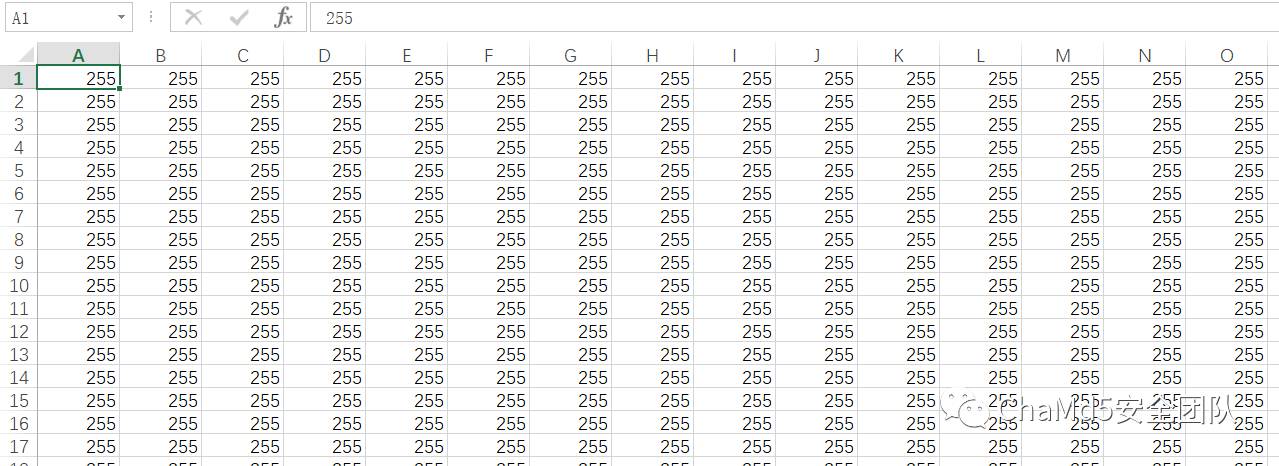 A1 fx 255
A B C D E F G H I J K L M N O
1 255 255 255 255 255 255 255 255 255 255 255 255 255 255 255
2 255 255 255 255 255 255 255 255 255 255 255 255 255 255 255
3 255 255 255 255 255 255 255 255 255 255 255 255 255 255 255
4 255 255 255 255 255 255 255 255 255 255 255 255 255 255 255
5 255 255 255 255 255 255 255 255 255 255 255 255 255 255 255
6 255 255 255 255 255 255 255 255 255 255 255 255 255 255 255
7 255 255 255 255 255 255 255 255 255 255 255 255 255 255 255
8 255 255 255 255 255 255 255 255 255 255 255 255 255 255 255
9 255 255 255 255 255 255 255 255 255 255 255 255 255 255 255
10 255 255 255 255 255 255 255 255 255 255 255 255 255 255 255
11 255 255 255 255 255 255 255 255 255 255 255 255 255 255 255
12 255 255 255 255 255 255 255 255 255 255 255 255 255 255 255
13 255 255 255 255 255 255 255 255 255 255 255 255 255 255 255
14 255 255 255 255 255 255 255 255 255 255 255 255 255 255 255
15 255 255 255 255 255 255 255 255 255 255 255 255 255 255 255
ChaMd5安全团队
16 255 255 255 255 255 255 255 255 255 255 255 255 255 255 255
17 255 255 255 255 255 255 255 255 255 255 255 255 255 255 255